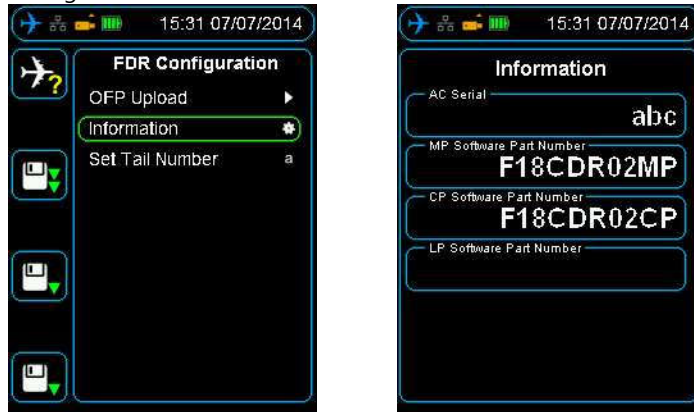 15:31 07/07/2014
FDR Configuration
OFP Upload
Information
Set Tail Number a
15:31 07/07/2014
Information
AC Serial
abc
MP Software Part Number
F18CDR02MP
CP Software Part Number
F18CDR02CP
LP Software Part Number